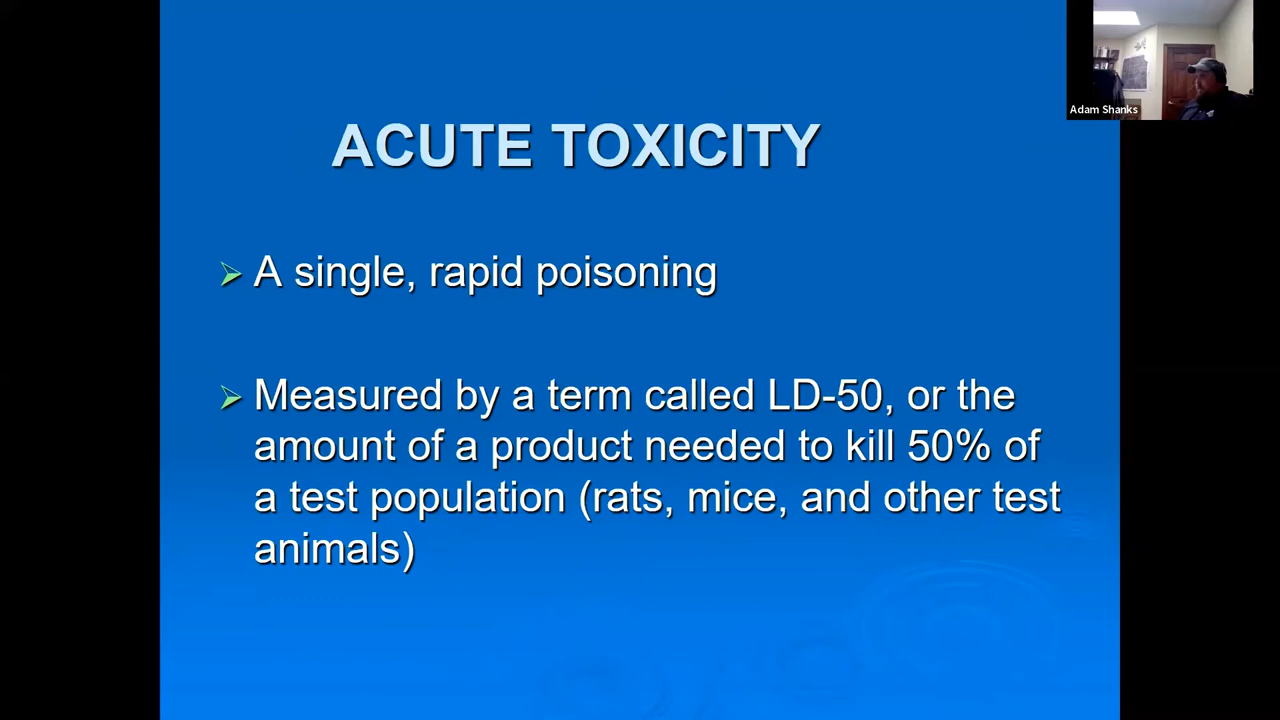 Adam Shanks
ACUTE TOXICITY
A single, rapid poisoning
Measured by a term called LD-50, or the
amount of a product needed to kill 50% of
a test population (rats, mice, and other test
animals)